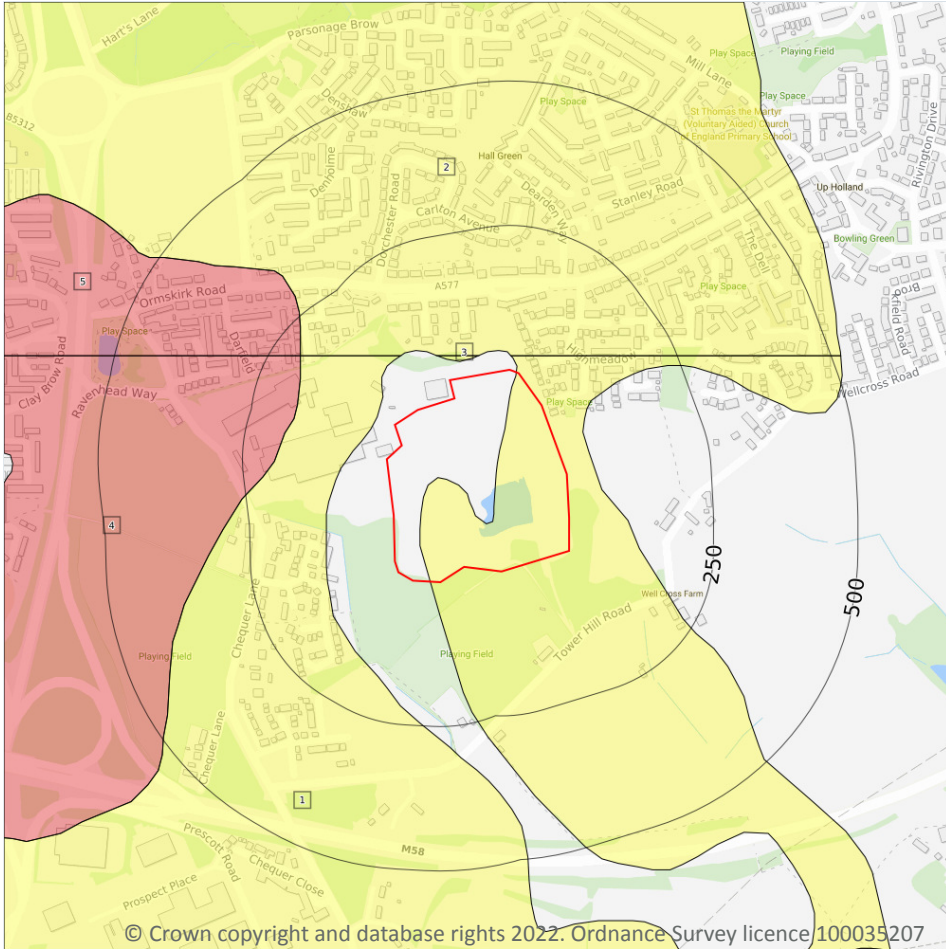 Hart's Lane
Parsonage Brow
Play Space
Playing Field
Mill Lane
B5312
Denshaw
Play Space
Play Space
St Thomas the Martyr
(Voluntary Aided) Church
of England Primary School
Rivington Drive
2
Hall Green
Denholme
Dearden Way
Stanley Road
Up Holland
Dorchester Road
Carlton Avenue
The Dell
Bowling Green
5
A577
Play Space
Ormskirk Road
Play Space
Darfeld
3
Highmeadow
Clay Brow Road
Ravenhead Way
Play Space
Wellcross Road
4
250
500
Chequer Lane
Well Cross Farm
Tower Hill Road
Playing Field
Playing Field
Chequer Lane
1
M58
Prescott Road
Chequer Close
Prospect Place
© Crown copyright and database rights 2022. Ordnance Survey licence 100035207